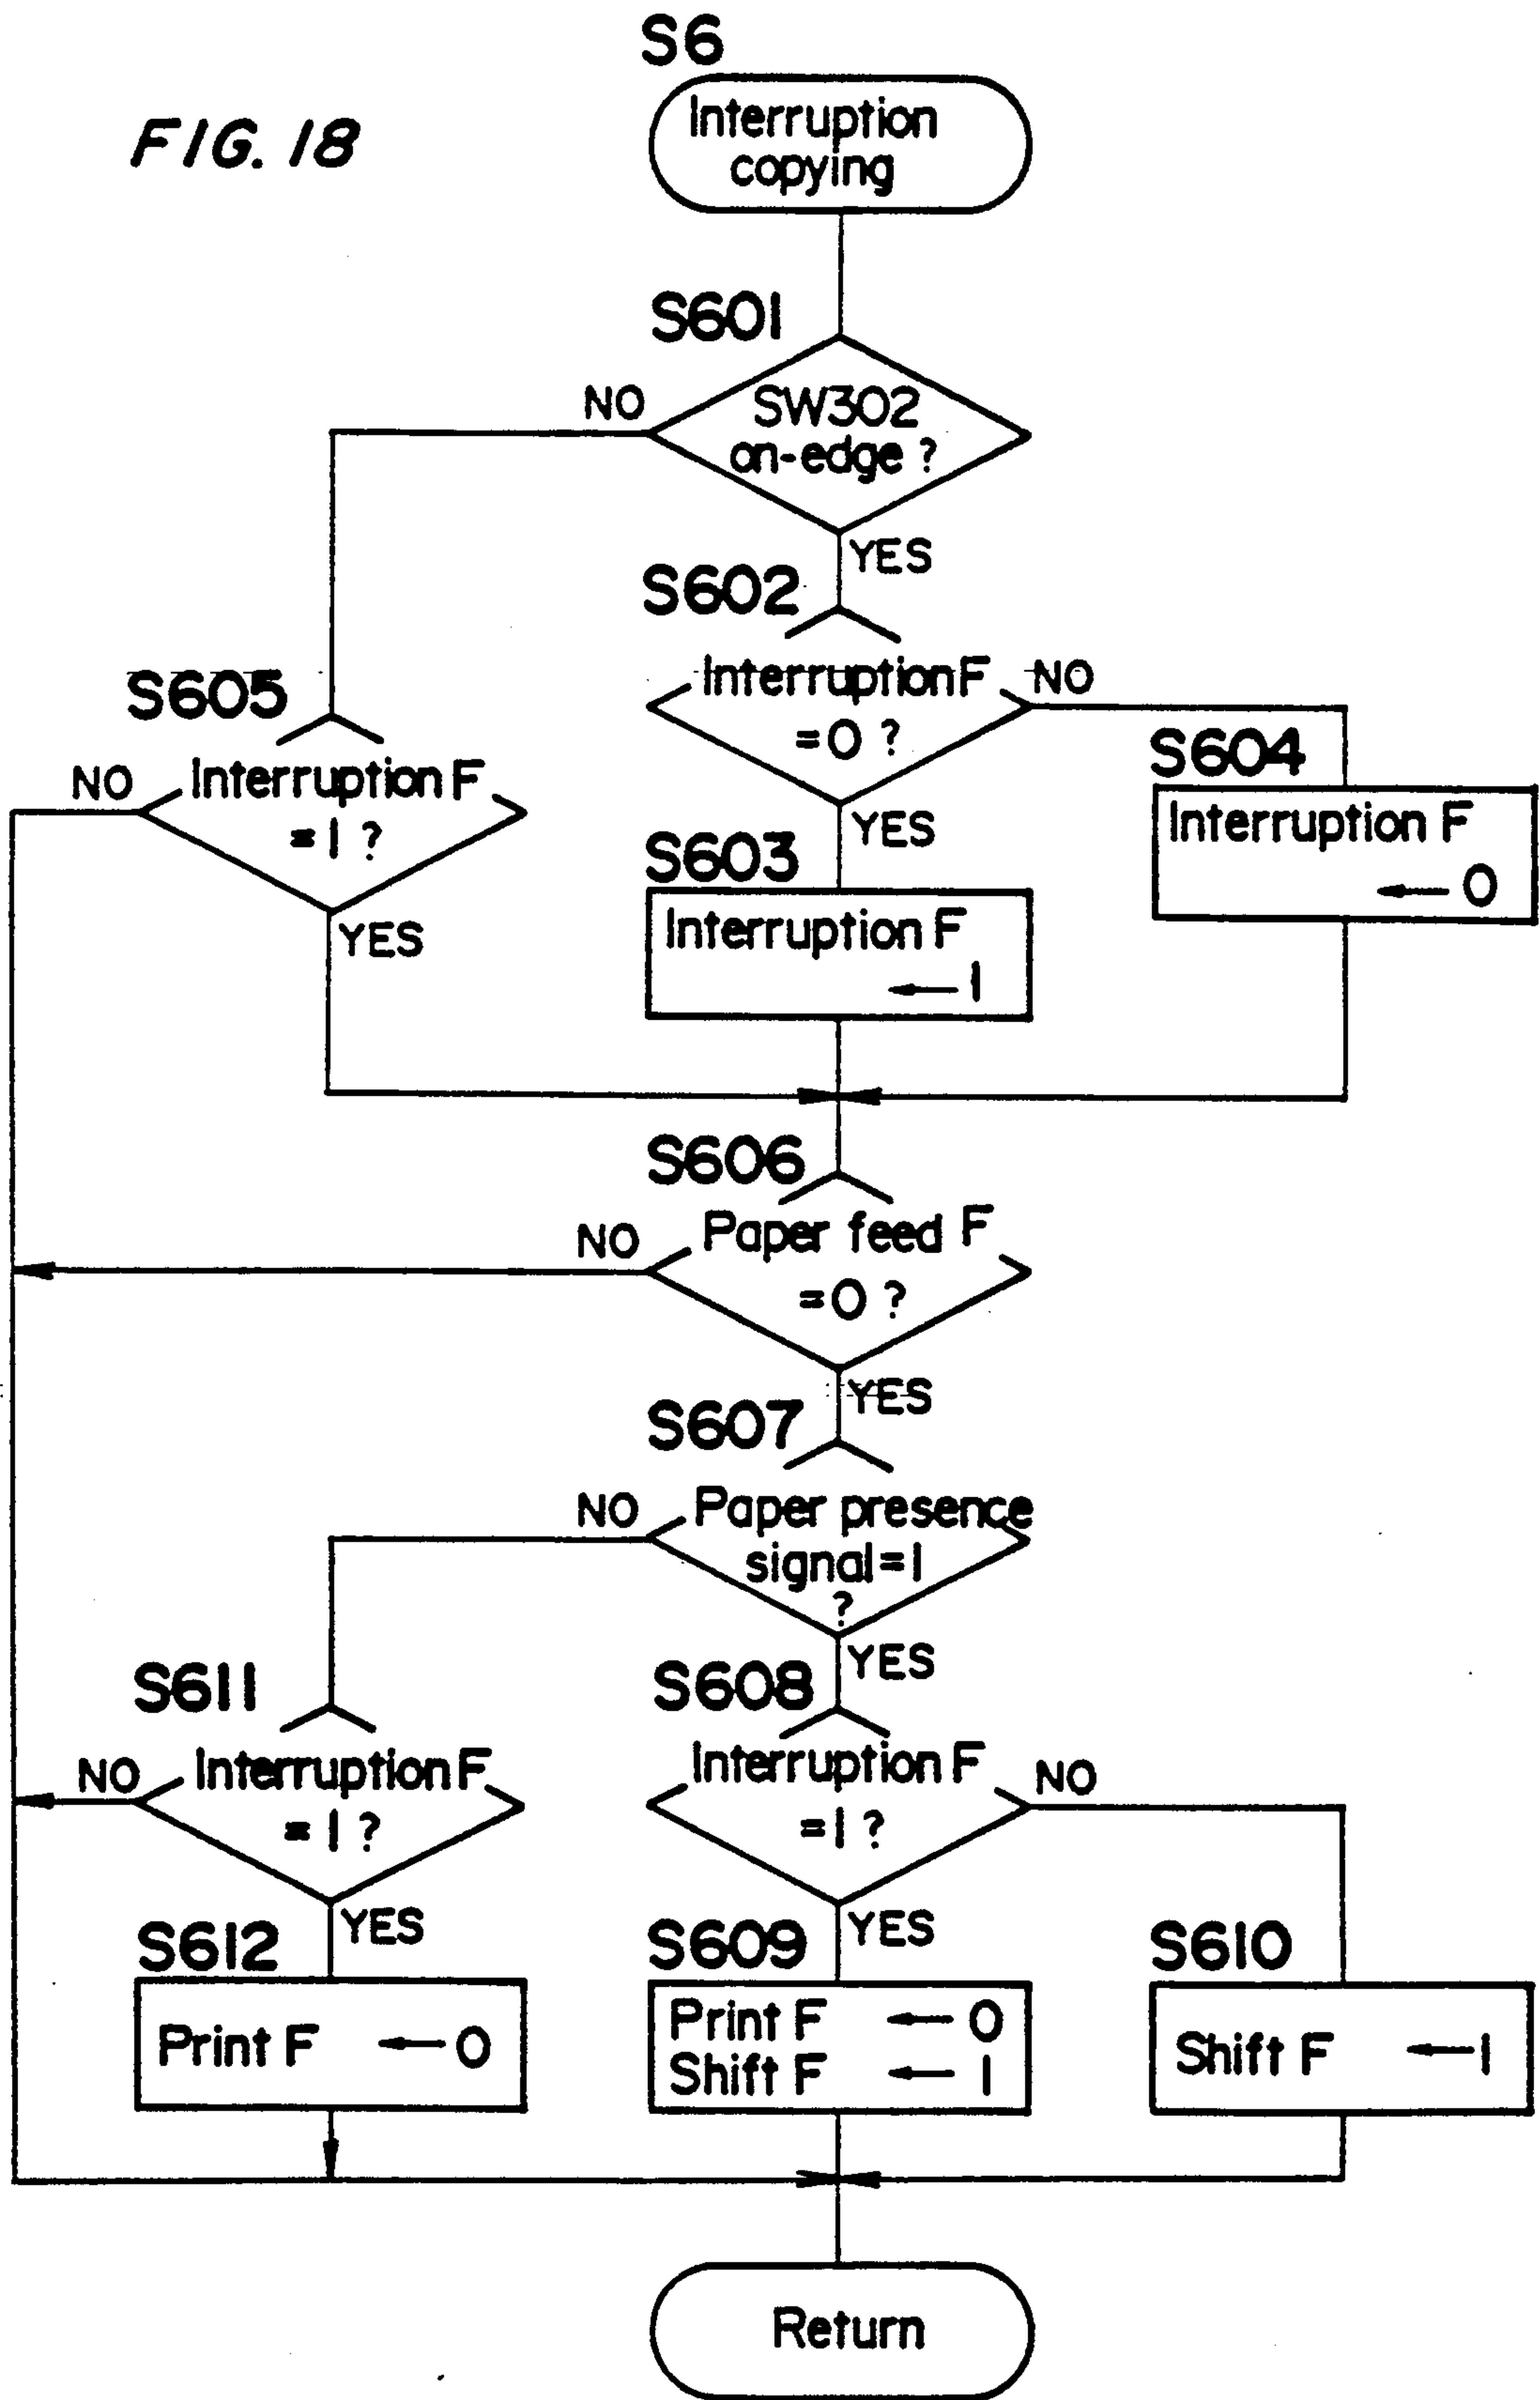 S6
FIG. 18
Interruption
copying
S601
NO
SW302
on-edge ?
YES
S602
Interruption F
=0 ?
NO
S605
NO
Interruption F
=1 ?
YES
S604
Interruption F
← 0
YES
S603
Interruption F
← 1
S606
NO
Paper feed F
=0 ?
YES
S607
NO
Paper presence
signal=1
?
YES
S611
NO
Interruption F
=1 ?
YES
S608
Interruption F
=1 ?
NO
YES
S612
Print F ← 0
S609
Print F ← 0
Shift F ← 1
S610
Shift F ← 1
Return